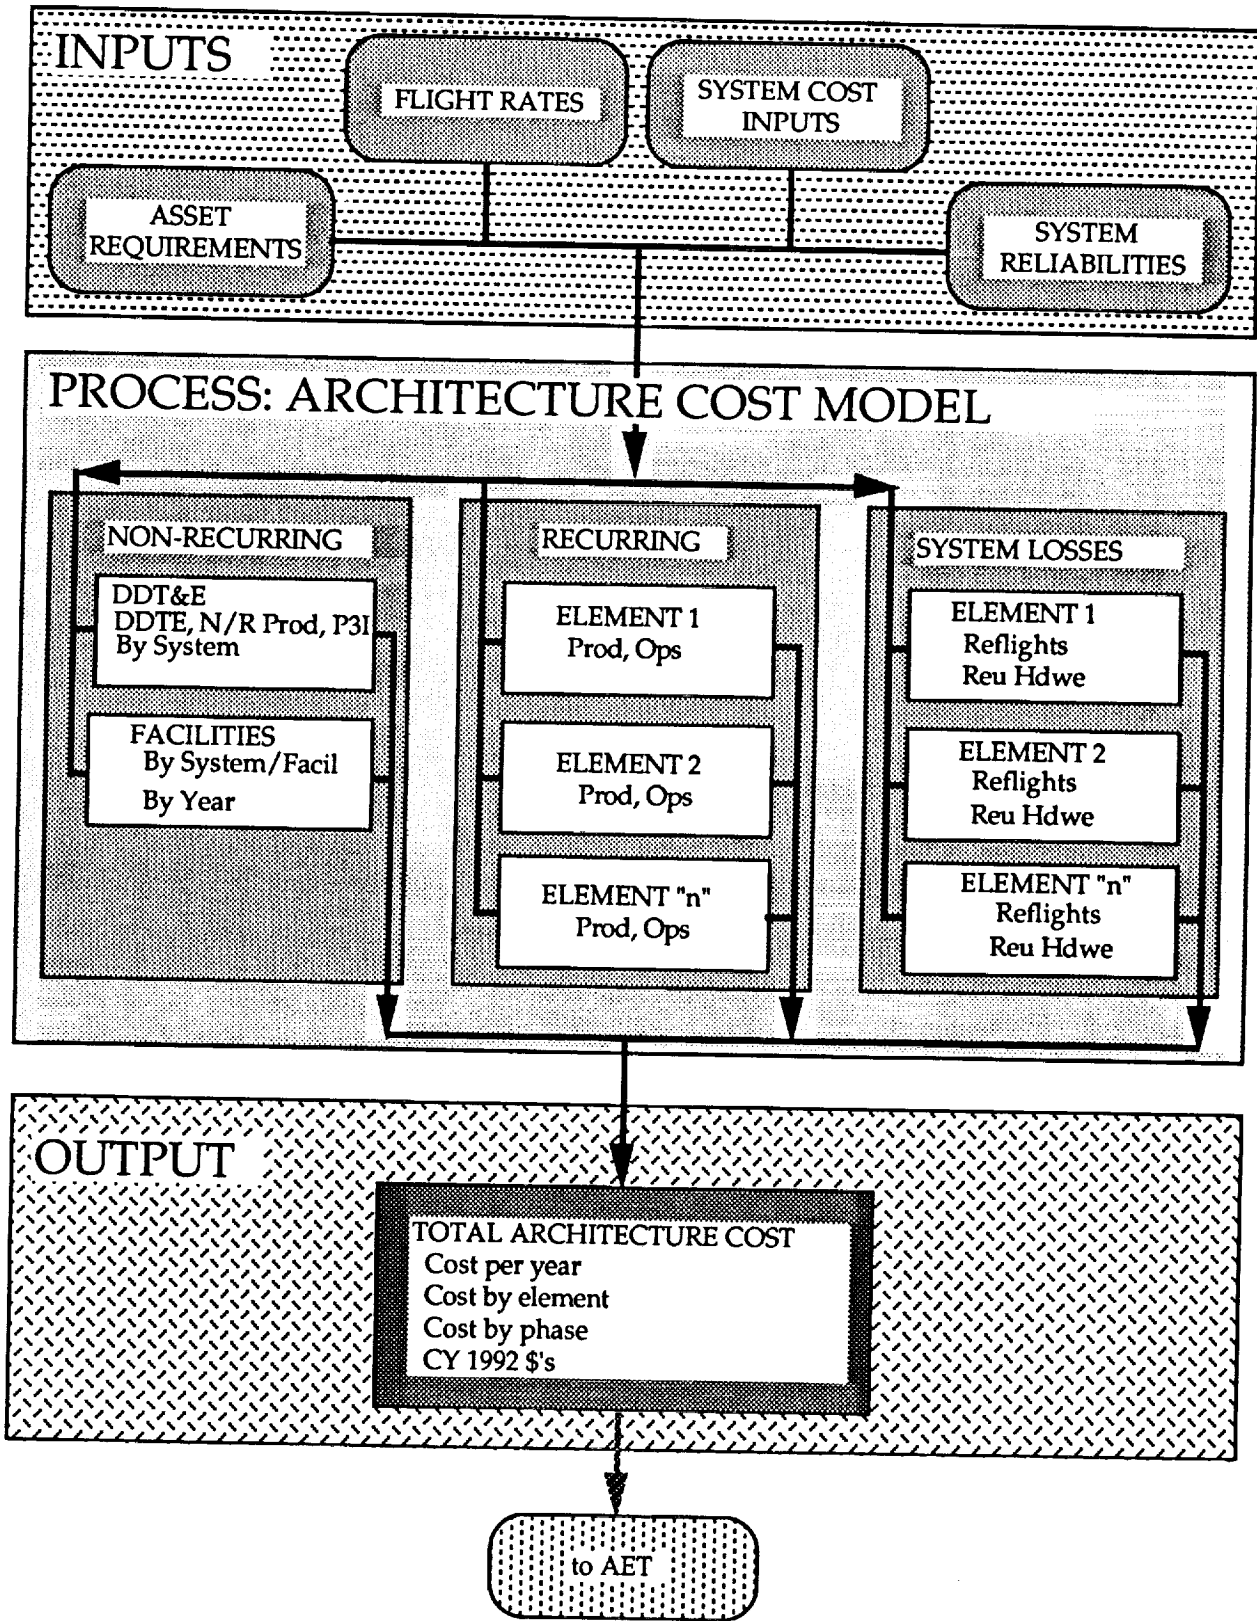 INPUTS
FLIGHT RATES
SYSTEM COST
INPUTS
ASSET
REQUIREMENTS
SYSTEM
RELIABILITIES
PROCESS: ARCHITECTURE COST MODEL
NON-RECURRING
DDT&E
DDTE, N/R Prod, P3I
By System
FACILITIES
By System/Facil
By Year
RECURRING
ELEMENT 1
Prod, Ops
ELEMENT 2
Prod, Ops
ELEMENT "n"
Prod, Ops
SYSTEM LOSSES
ELEMENT 1
Reflights
Reu Hdwe
ELEMENT 2
Reflights
Reu Hdwe
ELEMENT "n"
Reflights
Reu Hdwe
OUTPUT
TOTAL ARCHITECTURE COST
Cost per year
Cost by element
Cost by phase
CY 1992 $'s
to AET